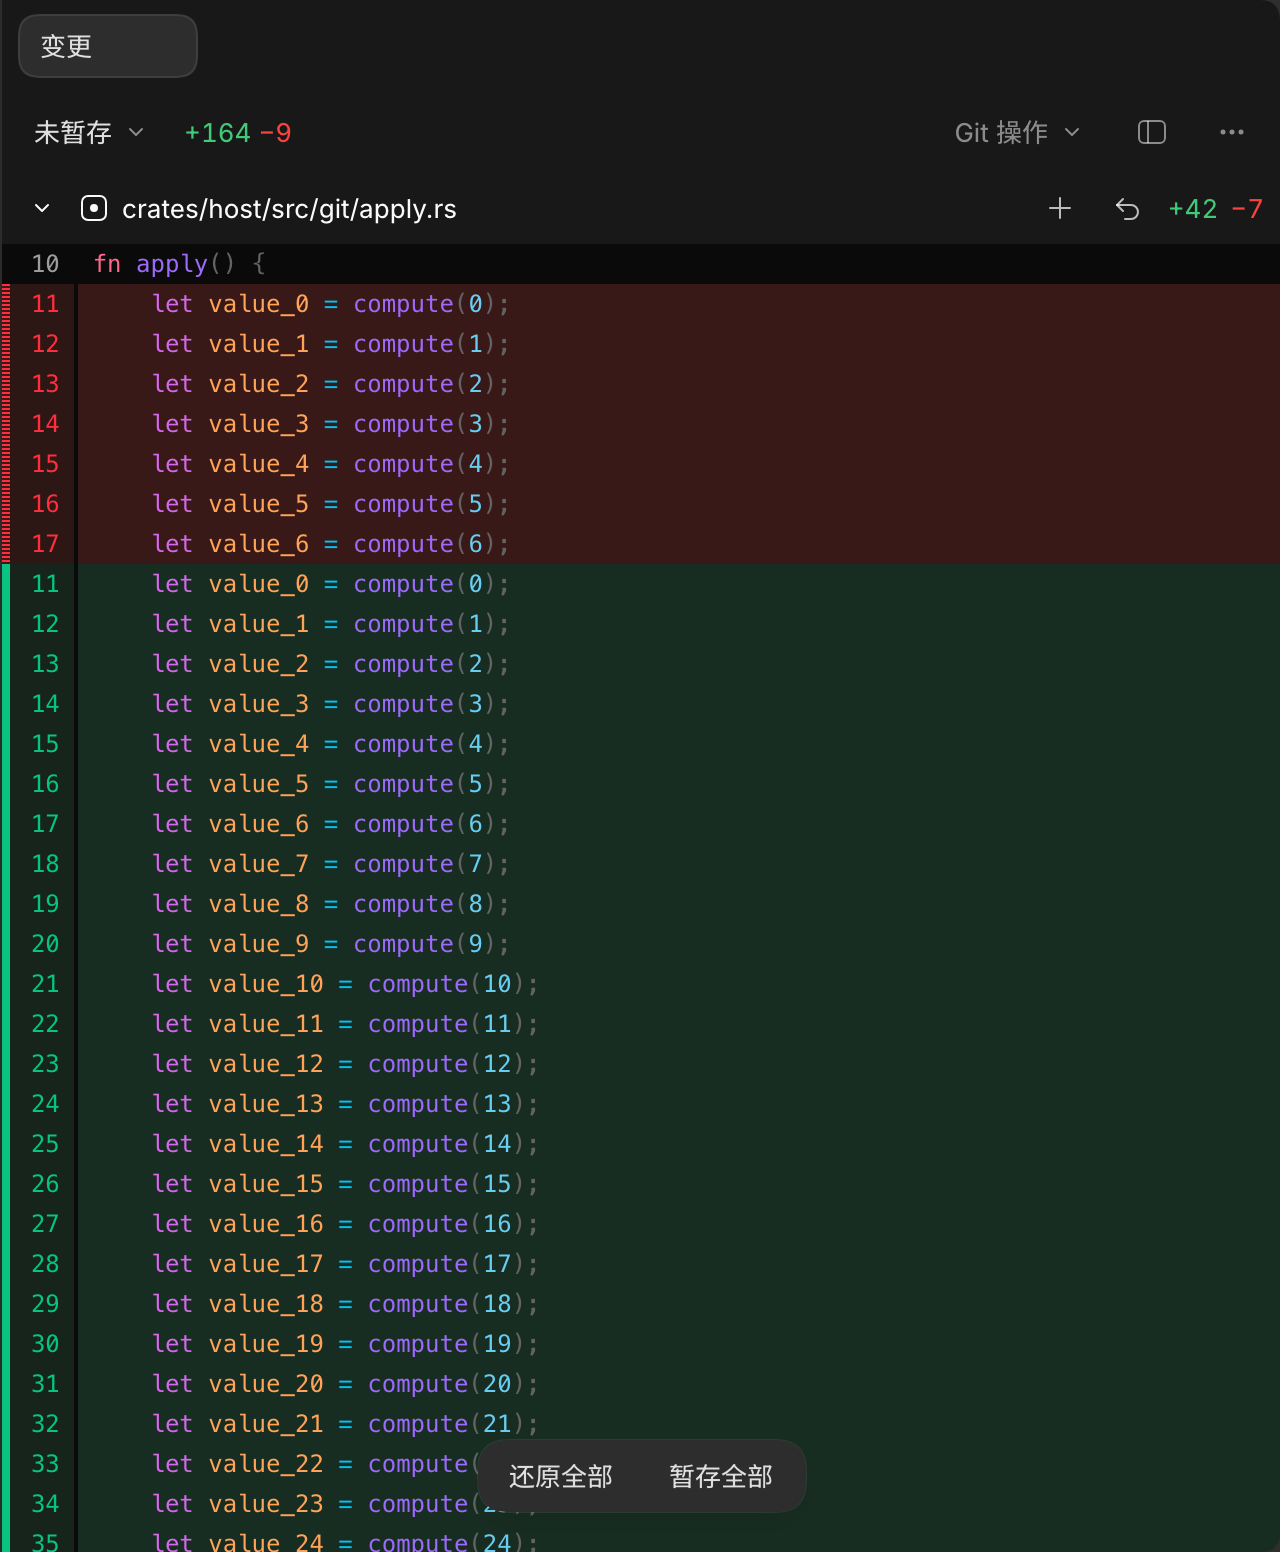 变更
未暂存 +164 −9 Git 操作
crates/host/src/git/apply.rs +42 −7
10 fn apply() {
11 let value_0 = compute(0);
12 let value_1 = compute(1);
13 let value_2 = compute(2);
14 let value_3 = compute(3);
15 let value_4 = compute(4);
16 let value_5 = compute(5);
17 let value_6 = compute(6);
11 let value_0 = compute(0);
12 let value_1 = compute(1);
13 let value_2 = compute(2);
14 let value_3 = compute(3);
15 let value_4 = compute(4);
16 let value_5 = compute(5);
17 let value_6 = compute(6);
18 let value_7 = compute(7);
19 let value_8 = compute(8);
20 let value_9 = compute(9);
21 let value_10 = compute(10);
22 let value_11 = compute(11);
23 let value_12 = compute(12);
24 let value_13 = compute(13);
25 let value_14 = compute(14);
26 let value_15 = compute(15);
27 let value_16 = compute(16);
28 let value_17 = compute(17);
29 let value_18 = compute(18);
30 let value_19 = compute(19);
31 let value_20 = compute(20);
32 let value_21 = compute(21);
33 let value_22 = compute(
还原全部 暂存全部
34 let value_23 = compute(
35 let value_24 = compute(24);